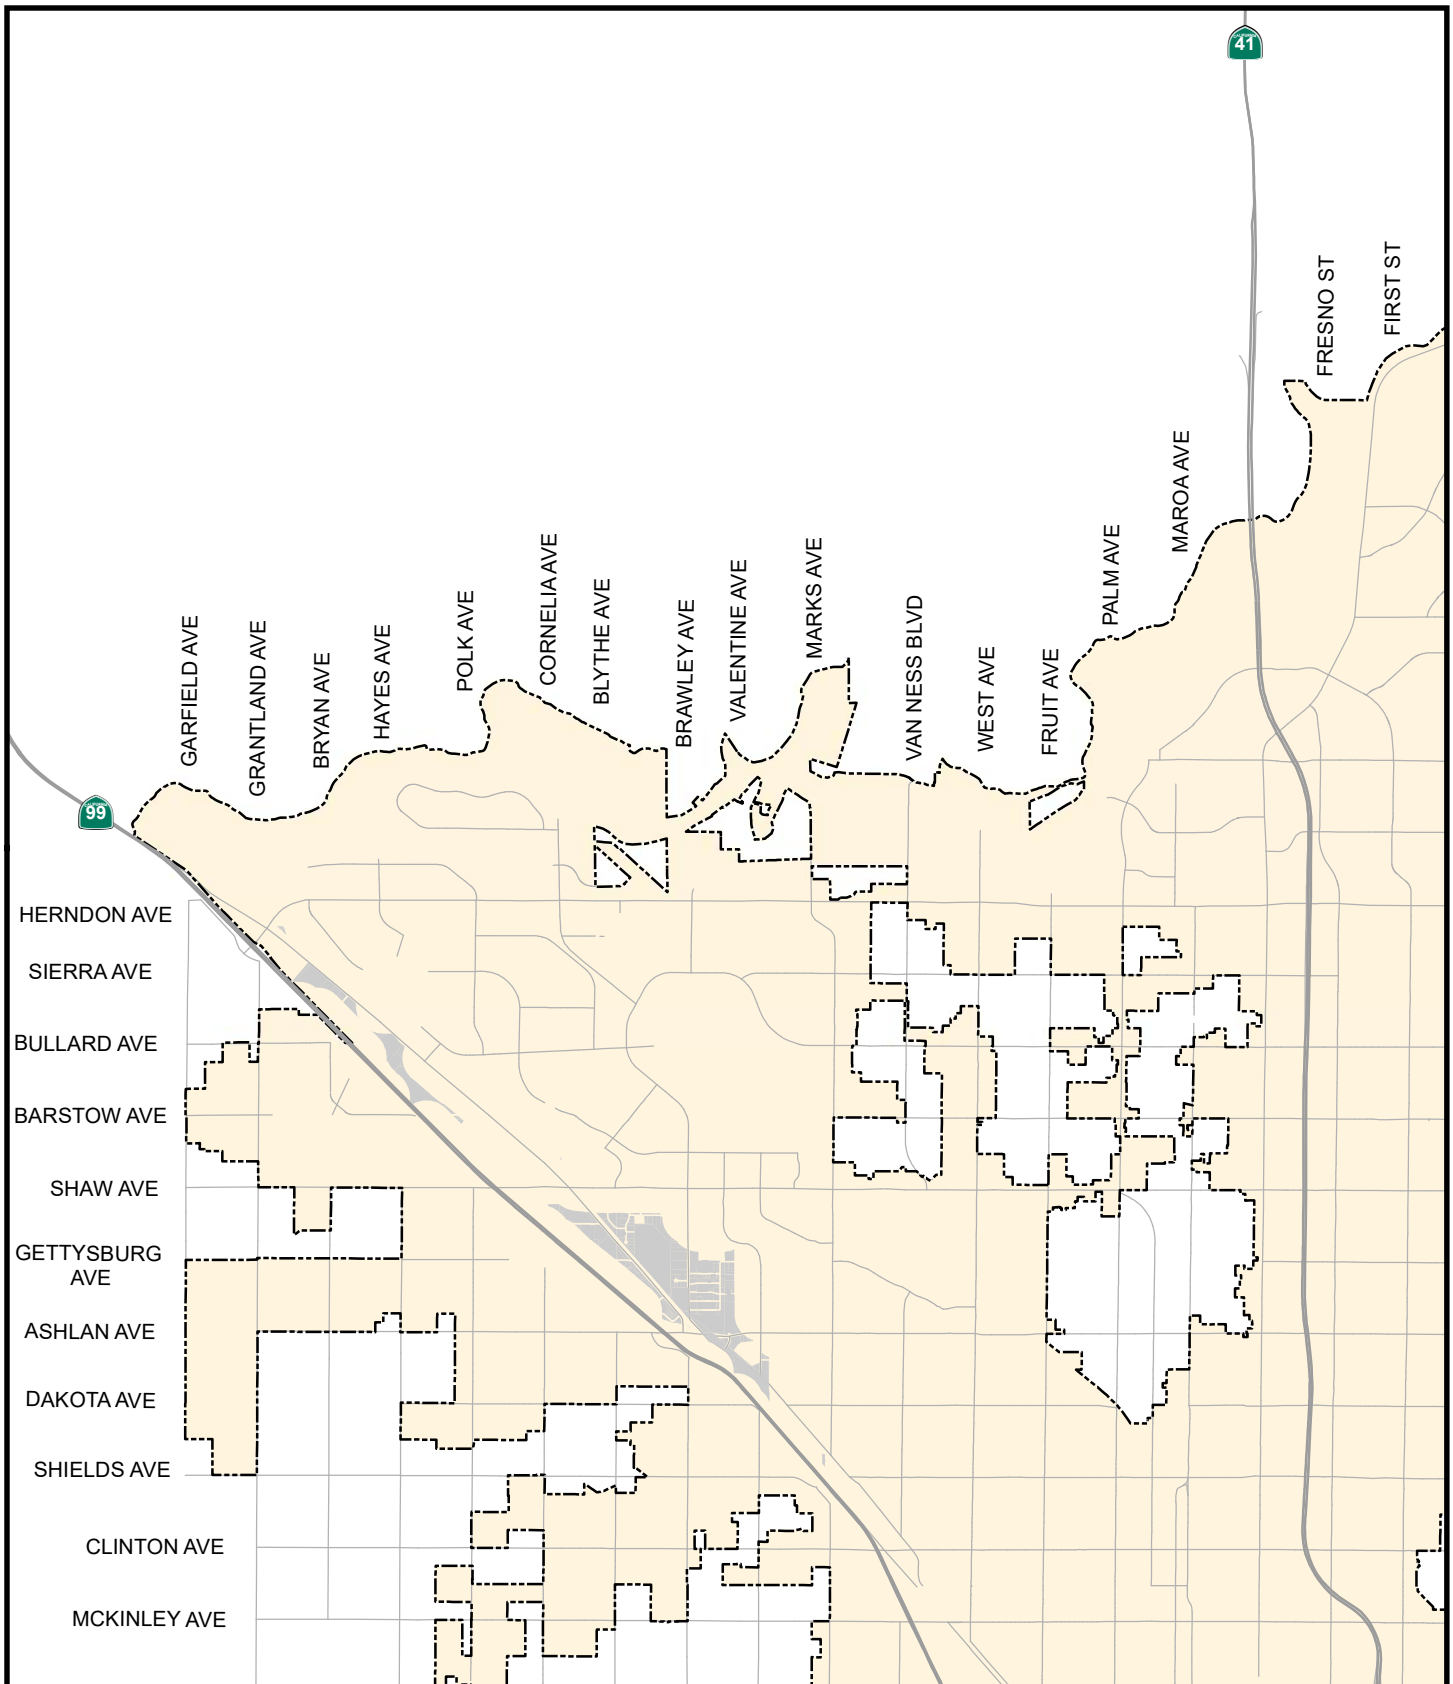 CALIFORNIA
41
FIRST ST
FRESNO ST
MAROA AVE
PALM AVE
CORNELIA AVE
MARKS AVE
VALENTINE AVE
BLYTHE AVE
POLK AVE
VAN NESS BLVD
BRAWLEY AVE
GARFIELD AVE
GRANTLAND AVE
HAYES AVE
WEST AVE
FRUIT AVE
BRYAN AVE
CALIFORNIA
99
HERNDON AVE
SIERRA AVE
BULLARD AVE
BARSTOW AVE
SHAW AVE
GETTYSBURG
AVE
ASHLAN AVE
DAKOTA AVE
SHIELDS AVE
CLINTON AVE
MCKINLEY AVE